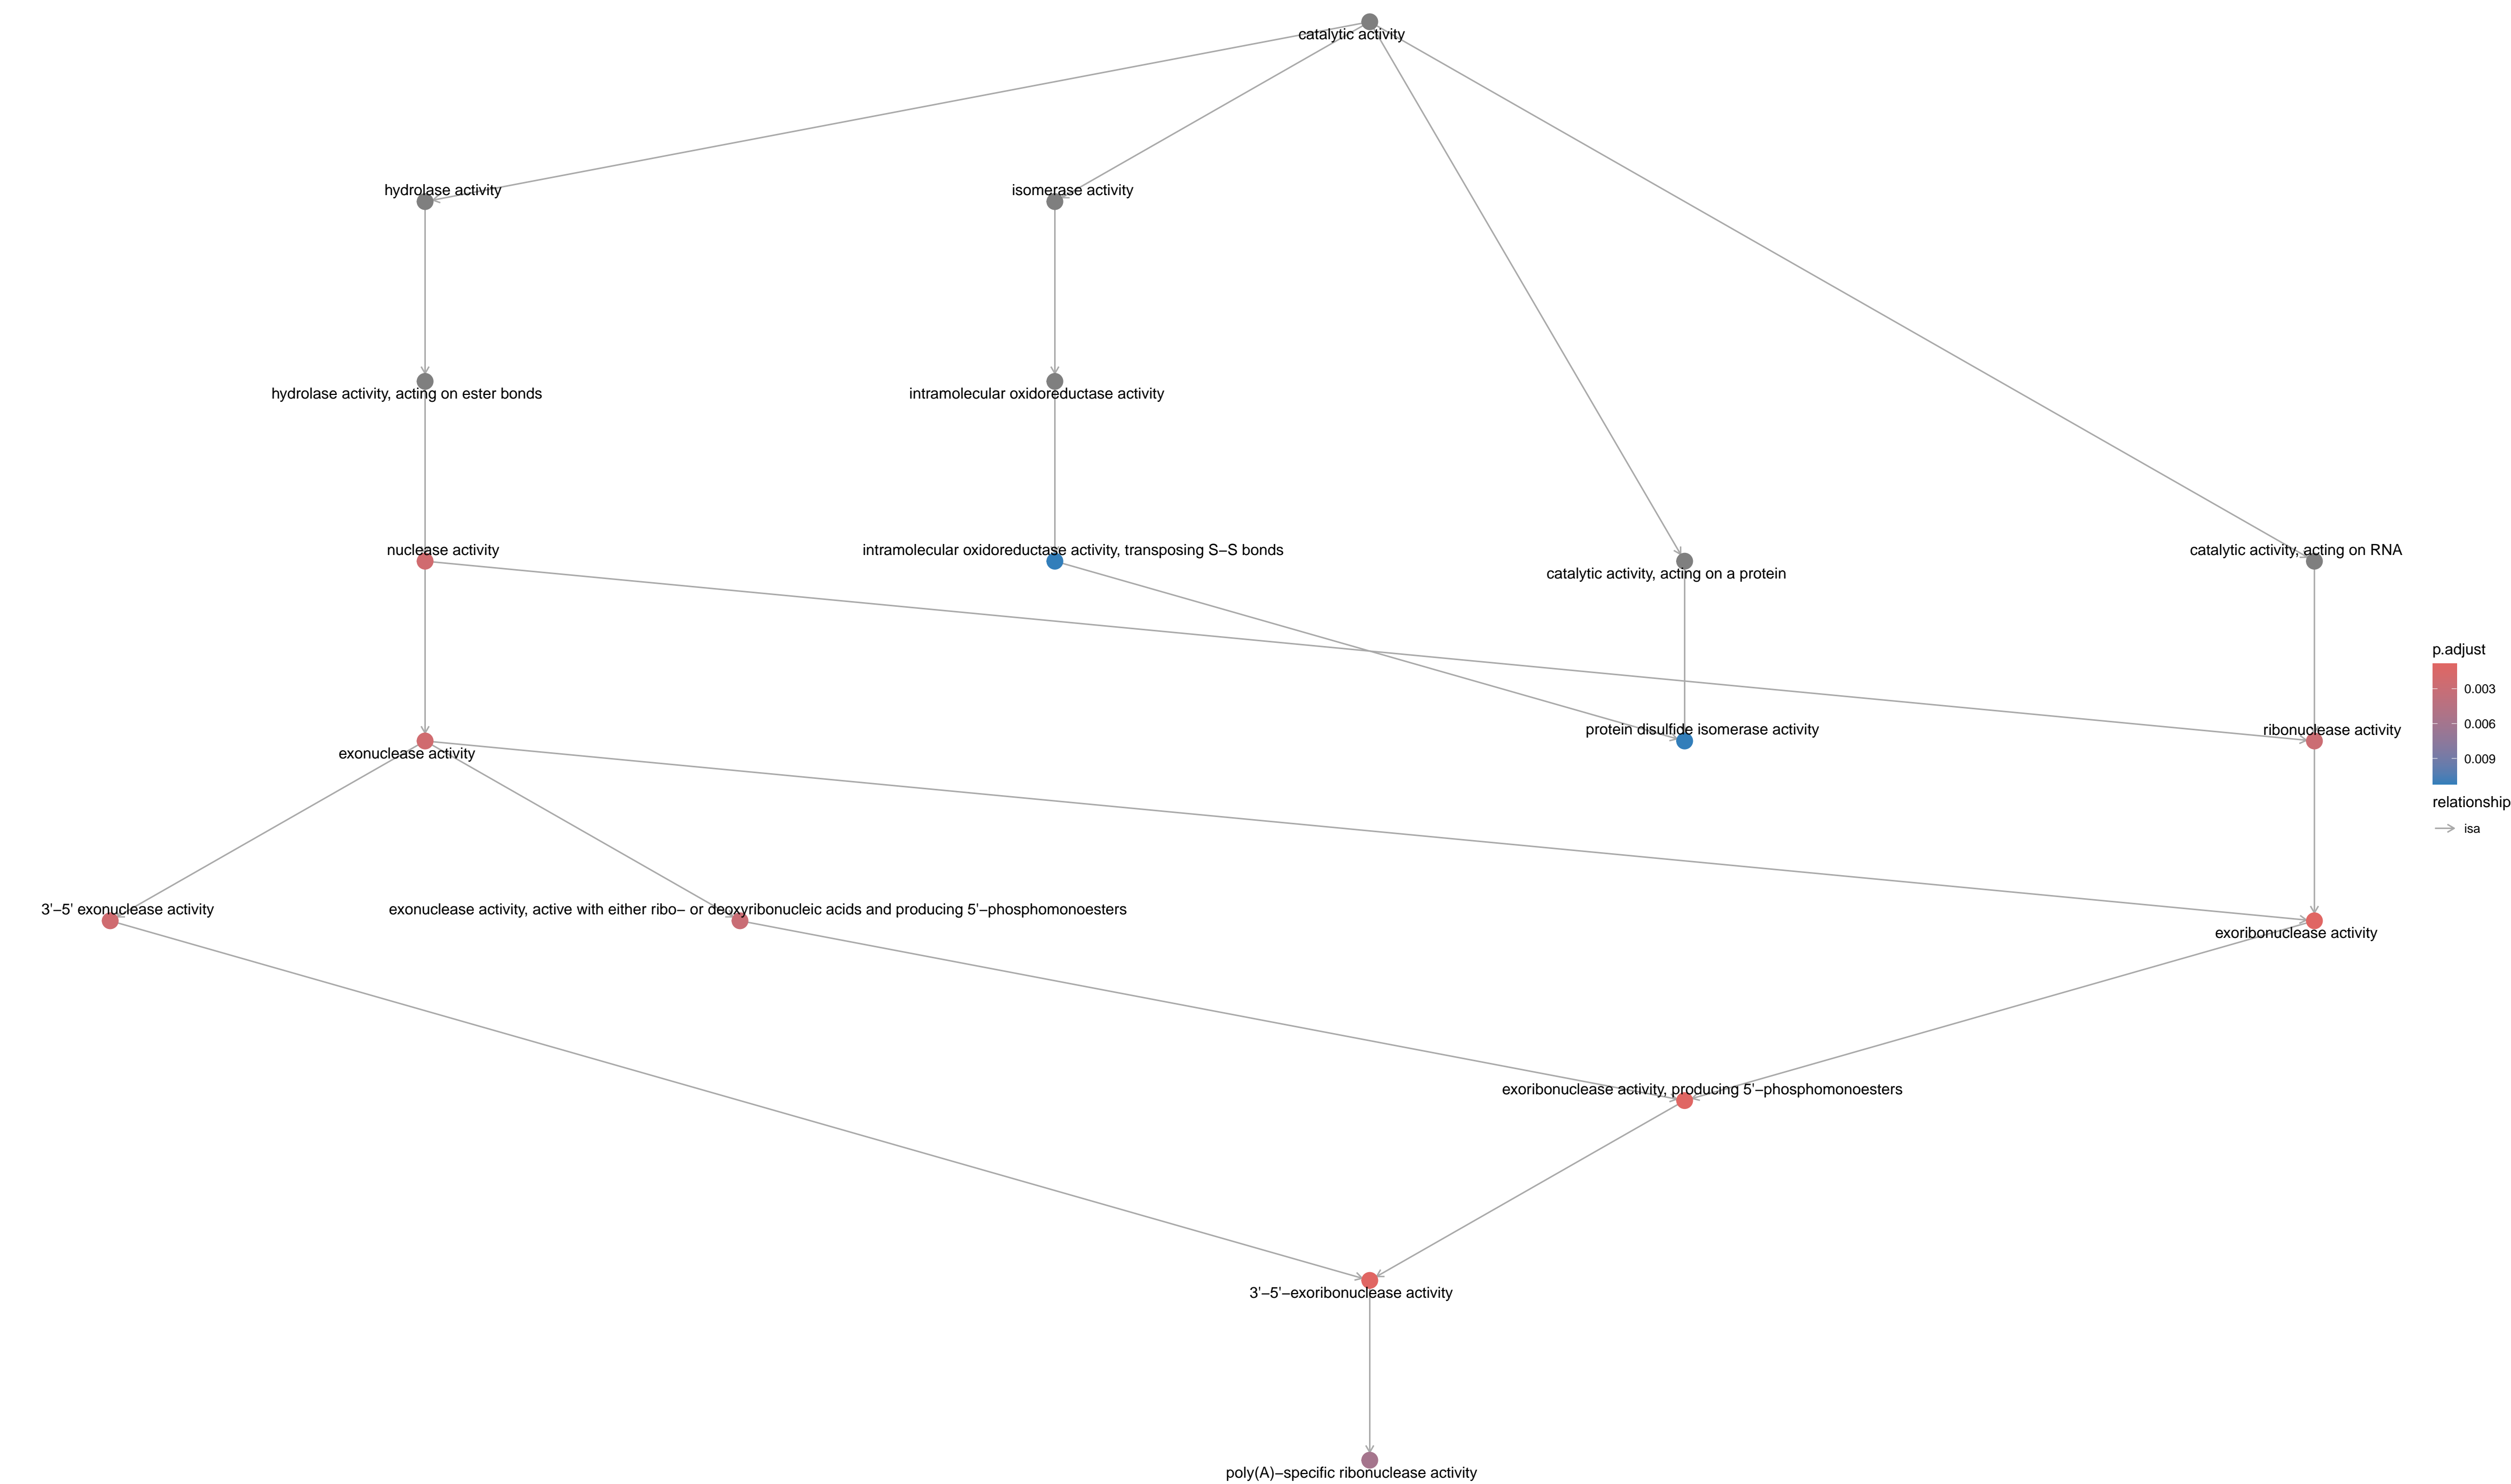 catalytic activity
hydrolase activity
isomerase activity
hydrolase activity, acting on ester bonds
intramolecular oxidoreductase activity
nuclease activity
intramolecular oxidoreductase activity, transposing S−S bonds
catalytic activity, acting on a protein
catalytic activity, acting on RNA
exonuclease activity
protein disulfide isomerase activity
ribonuclease activity
p.adjust
0.003
0.006
0.009
relationship
isa
3'−5' exonuclease activity
exonuclease activity, active with either ribo− or deoxyribonucleic acids and producing 5'−phosphomonoesters
exoribonuclease activity
exoribonuclease activity, producing 5'−phosphomonoesters
3'−5'−exoribonuclease activity
poly(A)−specific ribonuclease activity